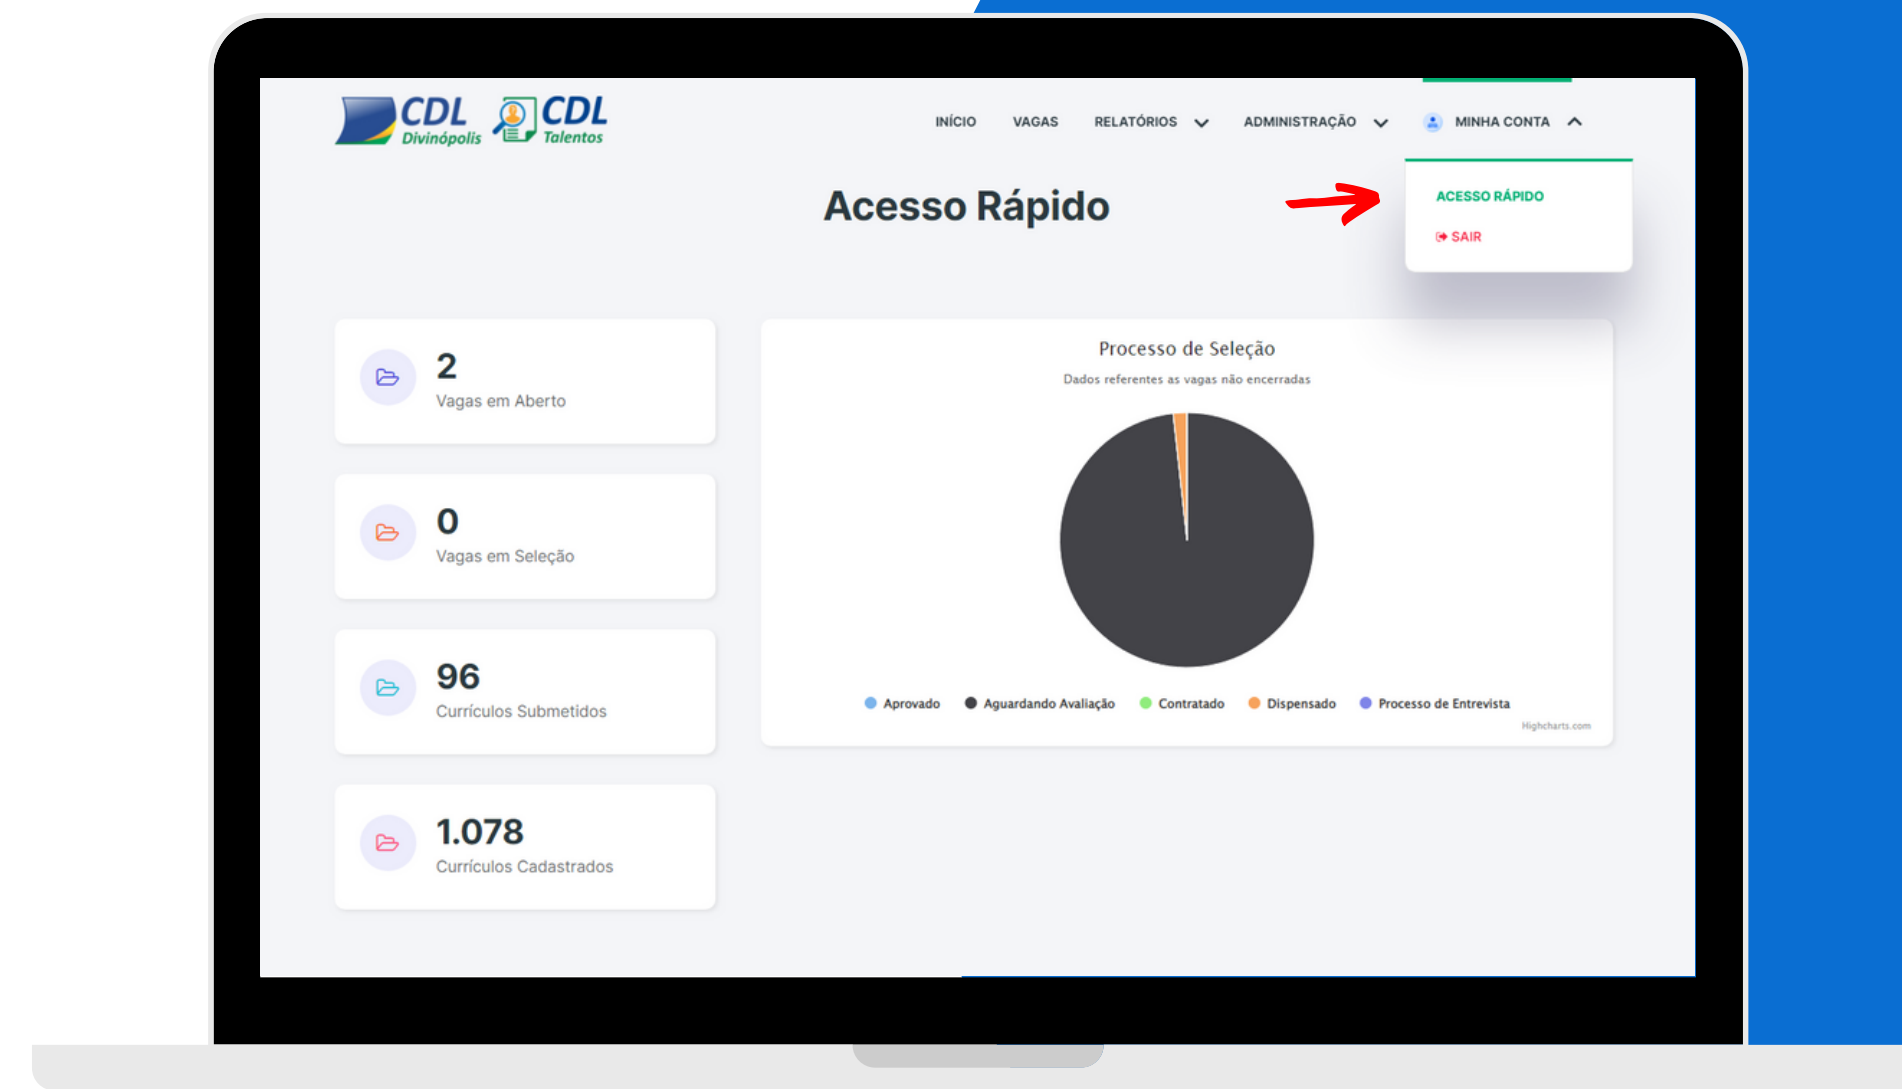 CDL
Divinópolis
CDL
Talentos
INÍCIO VAGAS RELATÓRIOS ADMINISTRAÇÃO MINHA CONTA
Acesso Rápido
ACESSO RÁPIDO
SAIR
2
Vagas em Aberto
0
Vagas em Seleção
96
Currículos Submetidos
1.078
Currículos Cadastrados
Processo de Seleção
Dados referentes as vagas não encerradas
Aprovado Aguardando Avaliação Contratado Dispensado Processo de Entrevista
Highcharts.com